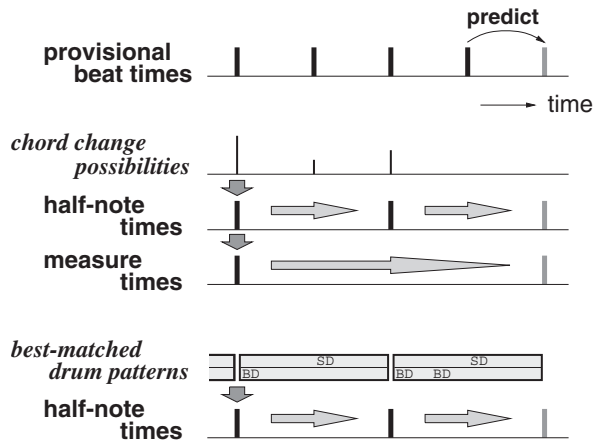 predict
provisional
beat times
time
chord change
possibilities
half-note
times
measure
times
best-matched
drum patterns
SD SD
BD BD BD
half-note
times